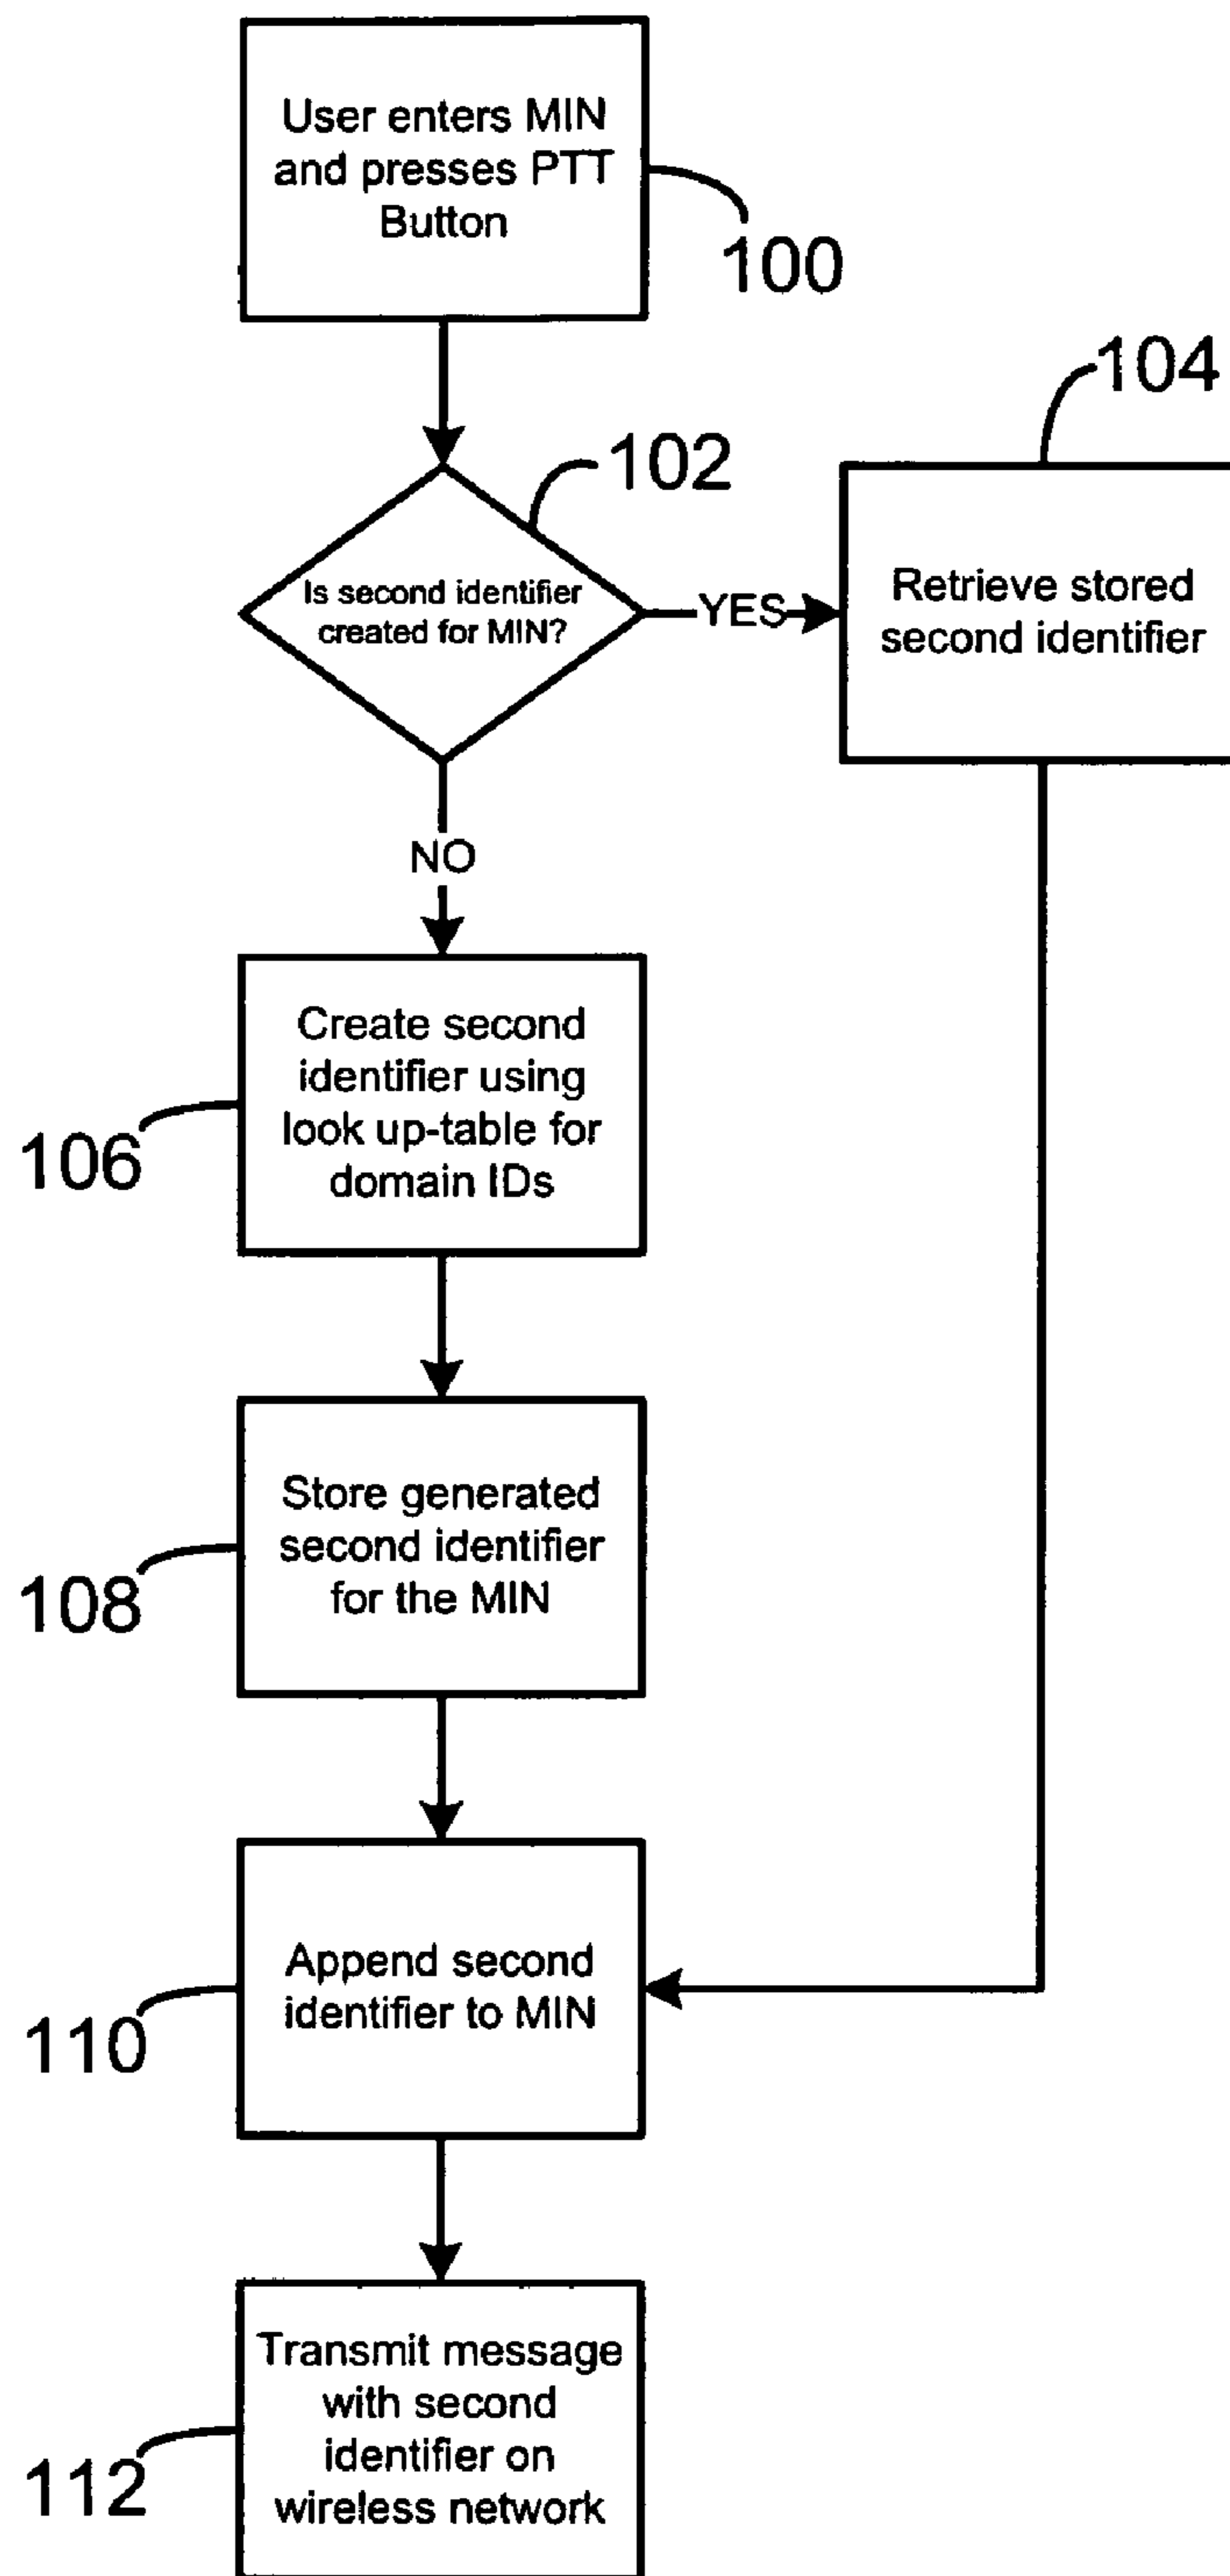 User enters MIN
and presses PTT
Button
100
102
Is second identifier
created for MIN?
YES
104
Retrieve stored
second identifier
NO
Create second
identifier using
look up-table for
domain IDs
106
Store generated
second identifier
for the MIN
108
Append second
identifier to MIN
110
Transmit message
with second
identifier on
wireless network
112